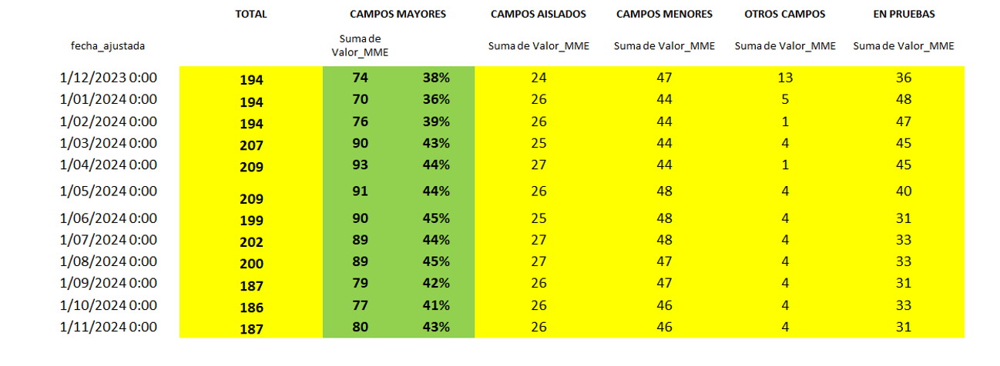 TOTAL CAMPOS MAYORES CAMPOS AISLADOS CAMPOS MENORES OTROS CAMPOS EN PRUEBAS
fecha_ajustada Suma de Valor_MME Suma de Valor_MME Suma de Valor_MME Suma de Valor_MME Suma de Valor_MME
1/12/2023 0:00 194 74 38% 24 47 13 36
1/01/2024 0:00 194 70 36% 26 44 5 48
1/02/2024 0:00 194 76 39% 26 44 1 47
1/03/2024 0:00 207 90 43% 25 44 4 45
1/04/2024 0:00 209 93 44% 27 44 1 45
1/05/2024 0:00 209 91 44% 26 48 4 40
1/06/2024 0:00 199 90 45% 25 48 4 31
1/07/2024 0:00 202 89 44% 27 48 4 33
1/08/2024 0:00 200 89 45% 27 47 4 33
1/09/2024 0:00 187 79 42% 26 47 4 31
1/10/2024 0:00 186 77 41% 26 46 4 33
1/11/2024 0:00 187 80 43% 26 46 4 31